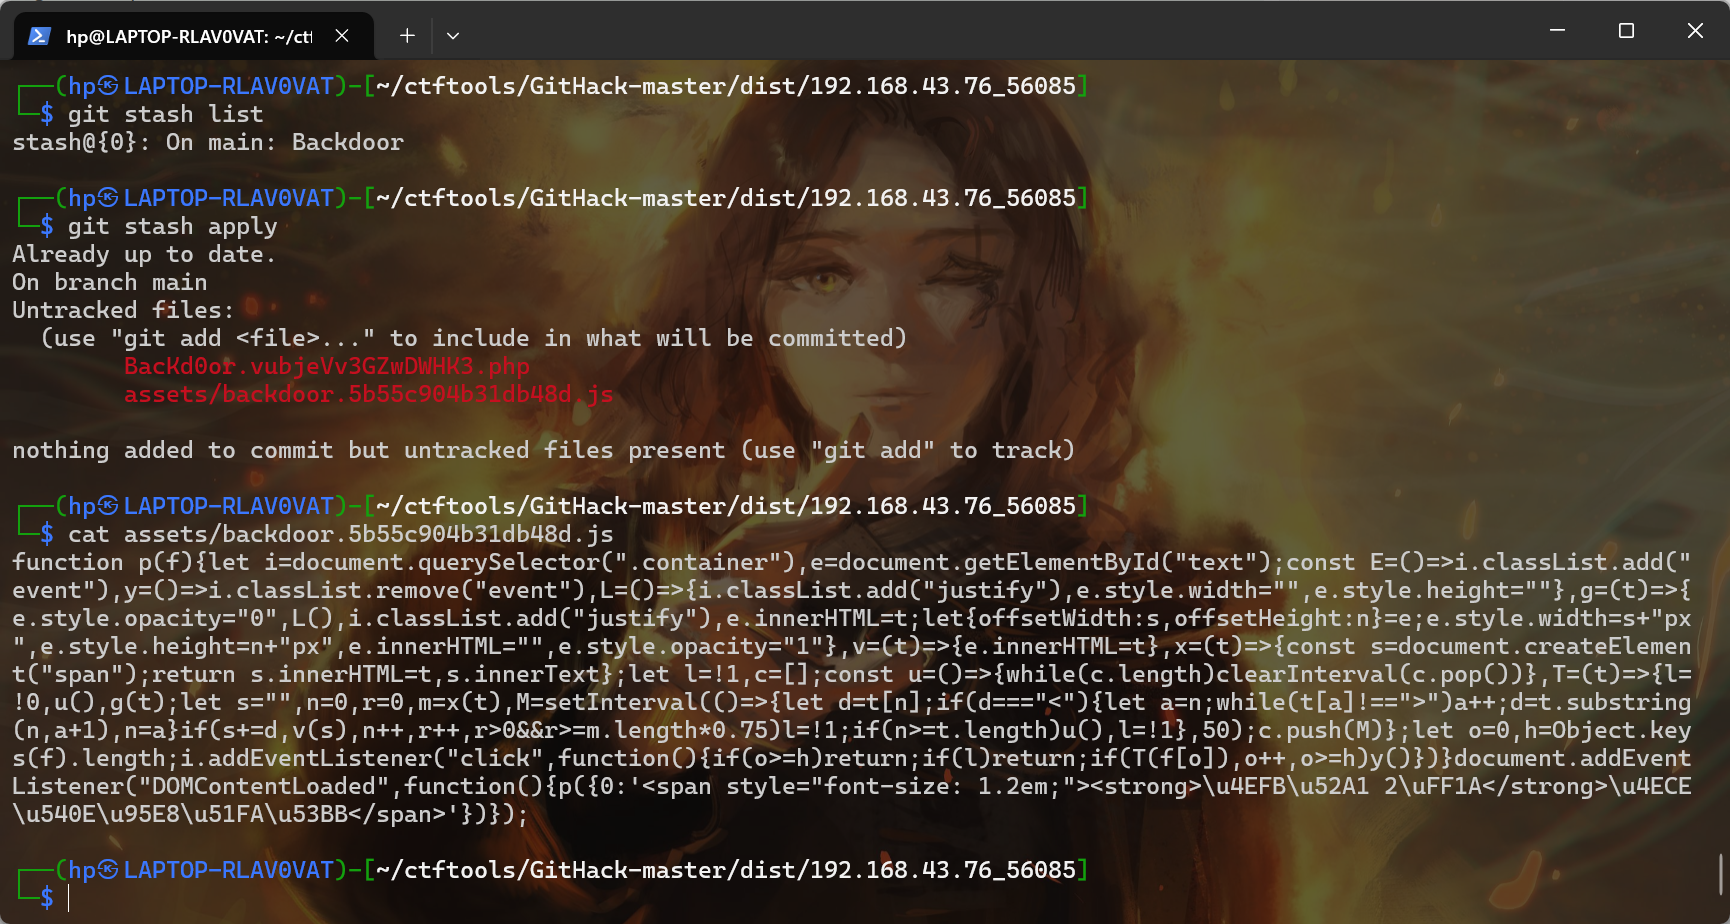 hp@LAPTOP-RLAV0VAT: ~/ctf
┌──(hp㉿LAPTOP-RLAV0VAT)-[~/ctftools/GitHack-master/dist/192.168.43.76_56085]
└─$ git stash list
stash@{0}: On main: Backdoor
┌──(hp㉿LAPTOP-RLAV0VAT)-[~/ctftools/GitHack-master/dist/192.168.43.76_56085]
└─$ git stash apply
Already up to date.
On branch main
Untracked files:
  (use "git add <file>..." to include in what will be committed)
        BacKd0or.vubjeVv3GZwDWHK3.php
        assets/backdoor.5b55c904b31db48d.js
nothing added to commit but untracked files present (use "git add" to track)
┌──(hp㉿LAPTOP-RLAV0VAT)-[~/ctftools/GitHack-master/dist/192.168.43.76_56085]
└─$ cat assets/backdoor.5b55c904b31db48d.js
function p(f){let i=document.querySelector(".container"),e=document.getElementById("text");const E=()=>i.classList.add("
event"),y=()=>i.classList.remove("event"),L=()=>{i.classList.add("justify"),e.style.width="",e.style.height=""},g=(t)=>{
e.style.opacity="0",L(),i.classList.add("justify"),e.innerHTML=t;let{offsetWidth:s,offsetHeight:n}=e;e.style.width=s+"px
",e.style.height=n+"px",e.innerHTML="",e.style.opacity="1"},v=(t)=>{e.innerHTML=t},x=(t)=>{const s=document.createElemen
t("span");return s.innerHTML=t,s.innerText};let l=!1,c=[];const u=()=>{while(c.length)clearInterval(c.pop())},T=(t)=>{l=
!0,u(),g(t);let s="",n=0,r=0,m=x(t),M=setInterval(()=>{let d=t[n];if(d==="<"){let a=n;while(t[a]!==">")a++;d=t.substring
(n,a+1),n=a}if(s+=d,v(s),n++,r++,r>0&&r>=m.length*0.75)l=!1;if(n>=t.length)u(),l=!1},50);c.push(M)};let o=0,h=Object.key
s(f).length;i.addEventListener("click",function(){if(o>=h)return;if(l)return;if(T(f[o]),o++,o>=h)y()})}document.addEvent
Listener("DOMContentLoaded",function(){p({0:'<span style="font-size: 1.2em;"><strong>\u4EFB\u52A1 2\uFF1A</strong>\u4ECE
\u540E\u95E8\u51FA\u53BB</span>'})});
┌──(hp㉿LAPTOP-RLAV0VAT)-[~/ctftools/GitHack-master/dist/192.168.43.76_56085]
└─$